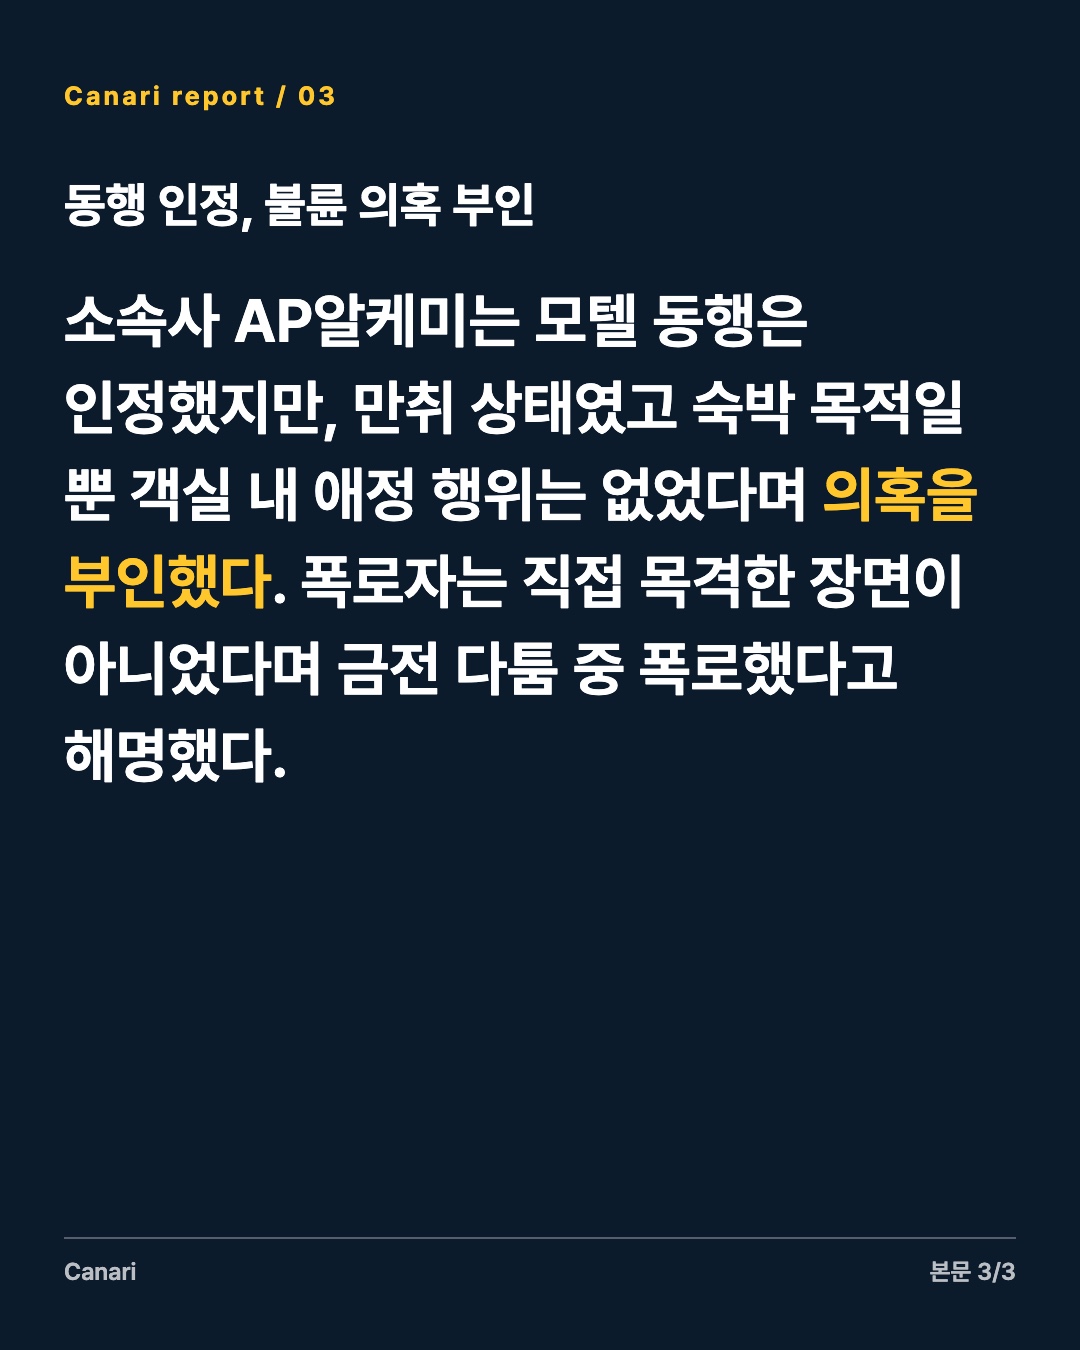 Canari report / 03
동행 인정, 불륜 의혹 부인
소속사 AP알케미는 모텔 동행은
인정했지만, 만취 상태였고 숙박 목적일
뿐 객실 내 애정 행위는 없었다며 의혹을
부인했다. 폭로자는 직접 목격한 장면이
아니었다며 금전 다툼 중 폭로했다고
해명했다.
Canari
본문 3/3